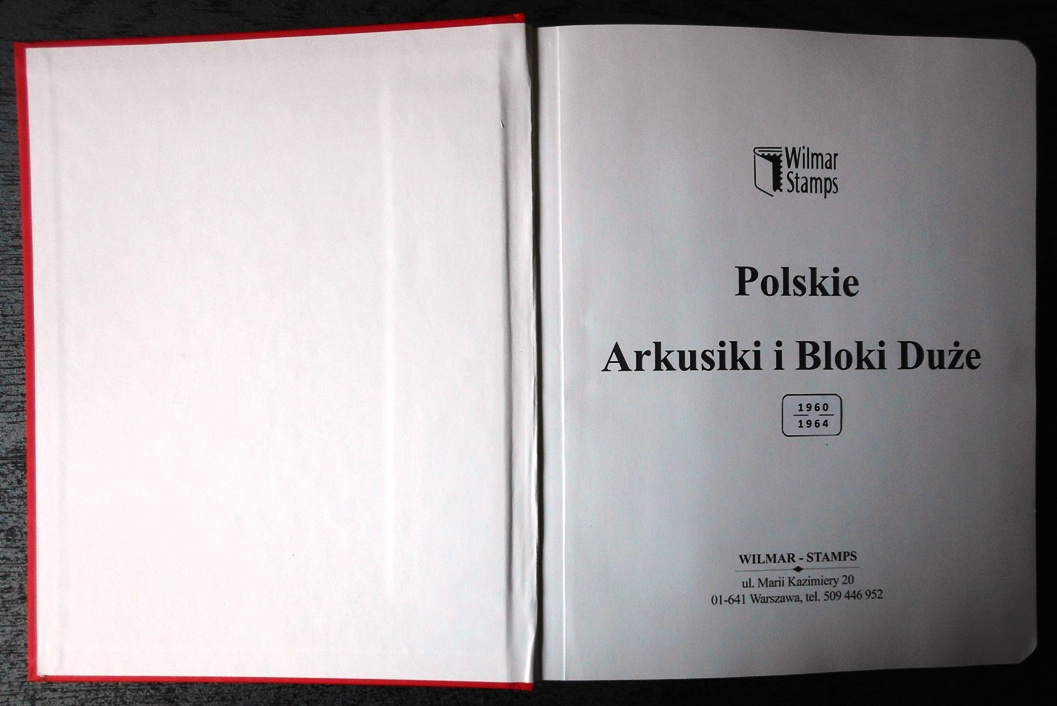 Wilmar
Stamps
Polskie
Arkusiki i Bloki Duże
1960
1964
WILMAR - STAMPS
ul. Marii Kazimiery 20
01-641 Warszawa, tel. 509 446 952